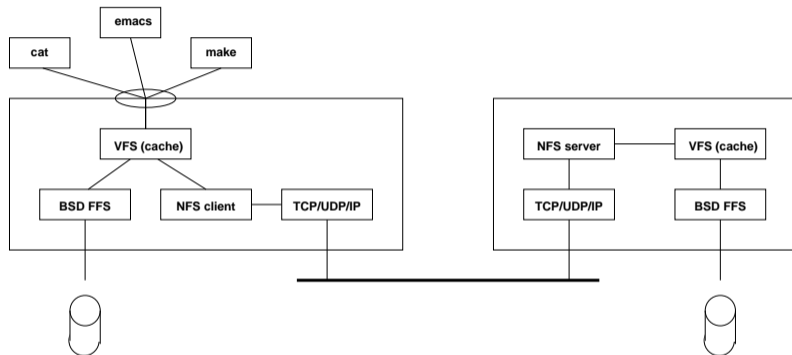 emacs
cat
make
VFS (cache)
NFS server
VFS (cache)
BSD FFS
NFS client
TCP/UDP/IP
TCP/UDP/IP
BSD FFS